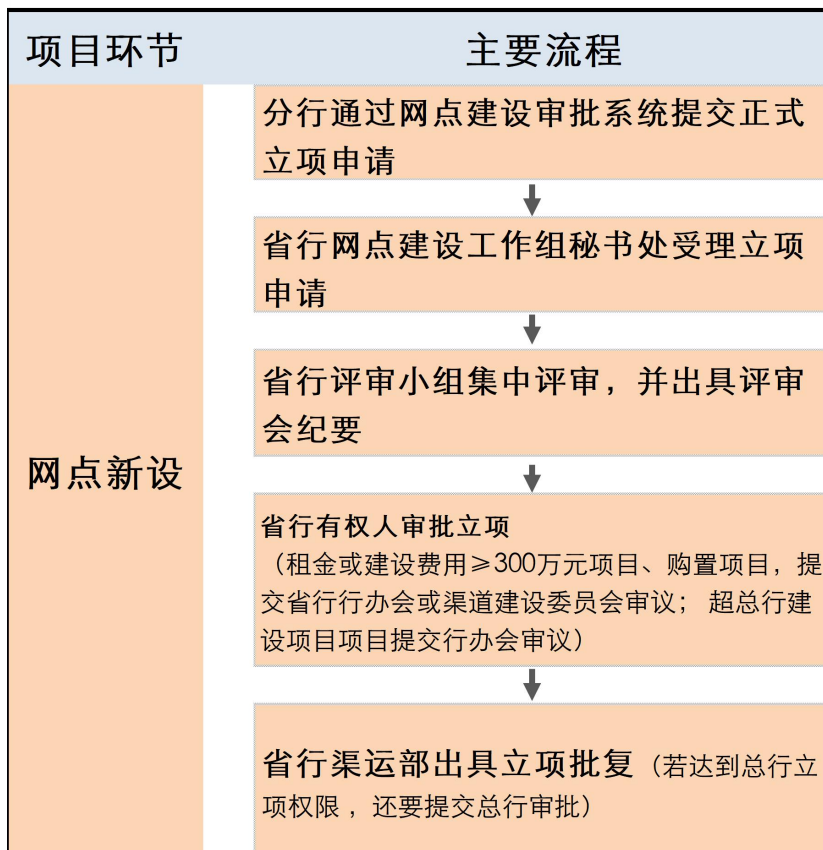 项目环节
主要流程
网点新设
分行通过网点建设审批系统提交正式
立项申请
省行网点建设工作组秘书处受理立项
申请
省行评审小组集中评审，并出具评审
会纪要
省行有权人审批立项
（租金或建设费用≥300万元项目、购置项目，提
交省行行办会或渠道建设委员会审议； 超总行建
设项目项目提交行办会审议）
省行渠运部出具立项批复（若达到总行立
项权限 ，还要提交总行审批）